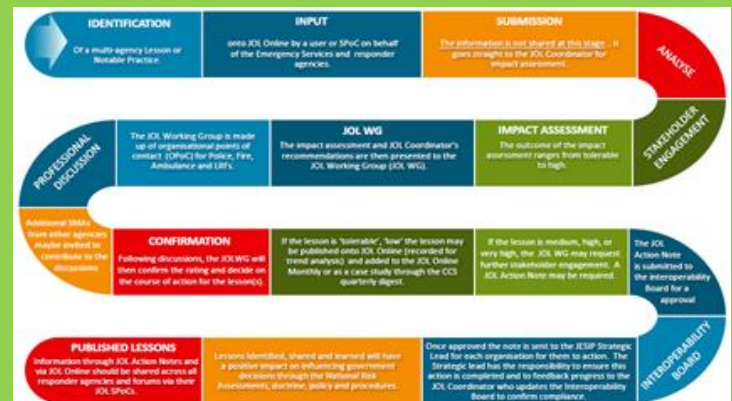 IDENTIFICATION
Of a multi-agency Lesson or
Notable Practice.
INPUT
onto JOL Online by a user or SPoC on behalf
of the Emergency Services and responder
agencies.
SUBMISSION
The information is not shared at this stage... it
goes straight to the JOL Coordinator for
impact assessment.
ANALYSE
STAKEHOLDER
ENGAGEMENT
IMPACT ASSESSMENT
The outcome of the impact
assessment ranges from tolerable
to high.
JOL WG
The impact assessment and JOL Coordinator's
recommendations are then presented to the
JOL Working Group (JOL WG).
The JOL Working Group is made
up of organisational points of
contact (OPoC) for Police, Fire,
Ambulance and LRFs.
PROFESSIONAL
DISCUSSION
Additional SMAs
from other agencies
maybe invited to
contribute to the
discussions
CONFIRMATION
Following discussions, the JOLWG will
then confirm the rating and decide on
the course of action for the lesson(s).
If the lesson is 'tolerable', 'low' the lesson may
be published onto JOL Online (recorded for
trend analysis) and added to the JOL Online
Monthly or as a case study through the CCS
quarterly digest.
If the lesson is medium, high, or
very high, the JOL WG may request
further stakeholder engagement. A
JOL Action Note may be required.
The JOL
Action Note
is submitted to
the Interoperability
Board for a
approval
INTEROPERABILITY
BOARD
Once approved the note is sent to the JESIP Strategic
Lead for each organisation for them to action. The
Strategic lead has the responsibility to ensure this
action is completed and to feedback progress to the
JOL Coordinator who updates the Interoperability
Board to confirm compliance.
Lessons identified, shared and learned will have
a positive impact on influencing government
decisions through the National Risk
Assessments, doctrine, policy and procedures.
PUBLISHED LESSONS
Information through JOL Action Notes and
via JOL Online should be shared across all
responder agencies and forums via their
JOL SPoCs.